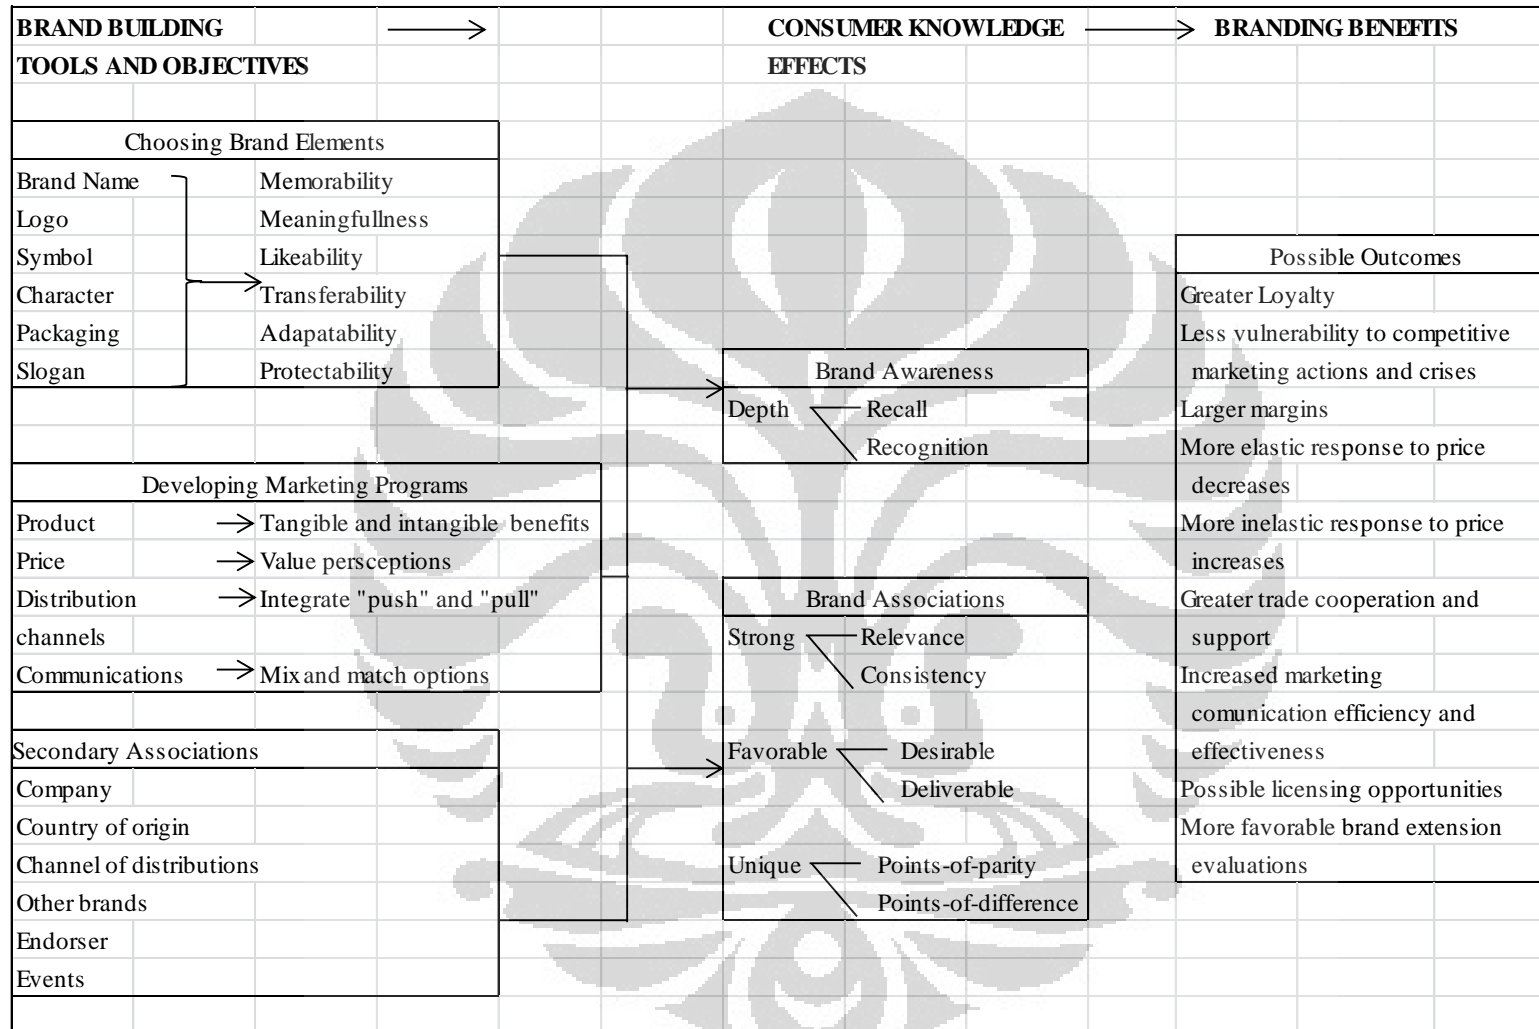 BRAND BUILDING
TOOLS AND OBJECTIVES
CONSUMER KNOWLEDGE
EFFECTS
BRANDING BENEFITS
Choosing Brand Elements
Brand Name Memorability
Logo Meaningfullness
Symbol Likeability
Character Transferability
Packaging Adapatability
Slogan Protectability
Developing Marketing Programs
Product Tangible and intangible benefits
Price Value persceptions
Distribution Integrate "push" and "pull"
channels
Communications Mix and match options
Secondary Associations
Company
Country of origin
Channel of distributions
Other brands
Endorser
Events
Brand Awareness
Depth Recall
Recognition
Brand Associations
Strong Relevance
Consistency
Favorable Desirable
Deliverable
Unique Points-of-parity
Points-of-difference
Possible Outcomes
Greater Loyalty
Less vulnerability to competitive
marketing actions and crises
Larger margins
More elastic response to price
decreases
More inelastic response to price
increases
Greater trade cooperation and
support
Increased marketing
comunication efficiency and
effectiveness
Possible licensing opportunities
More favorable brand extension
evaluations